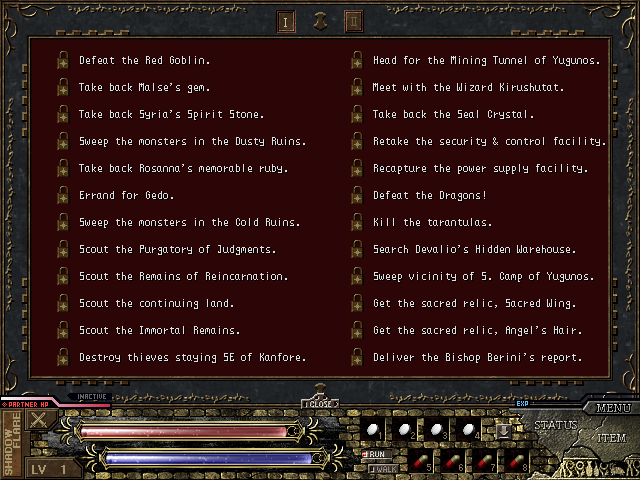 I II
Defeat the Red Goblin.
Take back Malse's gem.
Take back Syria's Spirit Stone.
Sweep the monsters in the Dusty Ruins.
Take back Rosanna's memorable ruby.
Errand for Gedo.
Sweep the monsters in the Cold Ruins.
Scout the Purgatory of Judgments.
Scout the Remains of Reincarnation.
Scout the continuing land.
Scout the Immortal Remains.
Destroy thieves staying SE of Kanfore.
Head for the Mining Tunnel of Yugunos.
Meet with the Wizard Kirushutat.
Take back the Seal Crystal.
Retake the security & control facility.
Recapture the power supply facility.
Defeat the Dragons!
Kill the tarantulas.
Search Devalio's Hidden Warehouse.
Sweep vicinity of S. Camp of Yugunos.
Get the sacred relic, Sacred Wing.
Get the sacred relic, Angel's Hair.
Deliver the Bishop Berini's report.
INACTIVE
PARTNER HP
CLOSE
EXP
MENU
STATUS
ITEM
SHADOW
FLARE
LV 1
1 2 3 4
RUN
WALK
5 6 7 8